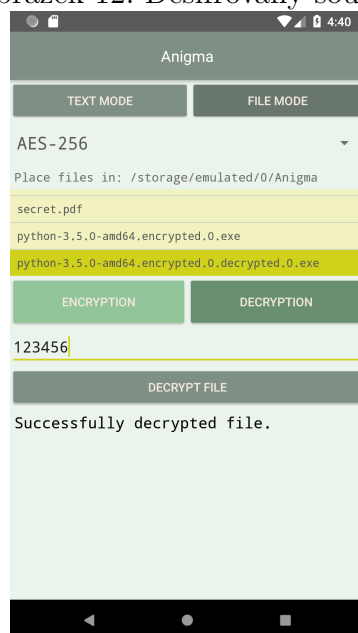 4:40
Anigma
TEXT MODE FILE MODE
AES-256
Place files in: /storage/emulated/0/Anigma
secret.pdf
python-3.5.0-amd64.encrypted.0.exe
python-3.5.0-amd64.encrypted.0.decrypted.0.exe
ENCRYPTION DECRYPTION
123456
DECRYPT FILE
Successfully decrypted file.